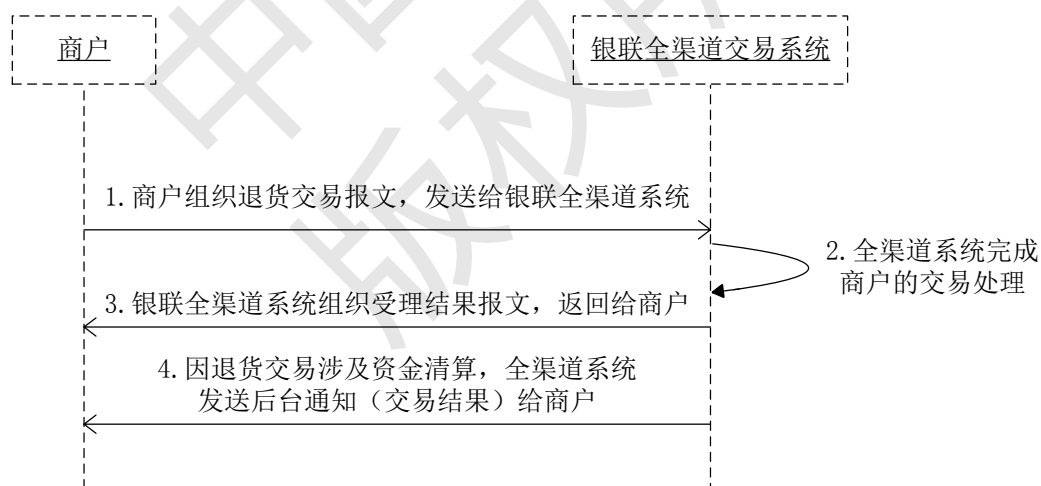 商户
银联全渠道交易系统
1.商户组织退货交易报文，发送给银联全渠道系统
2.全渠道系统完成
商户的交易处理
3.银联全渠道系统组织受理结果报文，返回给商户
4.因退货交易涉及资金清算，全渠道系统
发送后台通知（交易结果）给商户